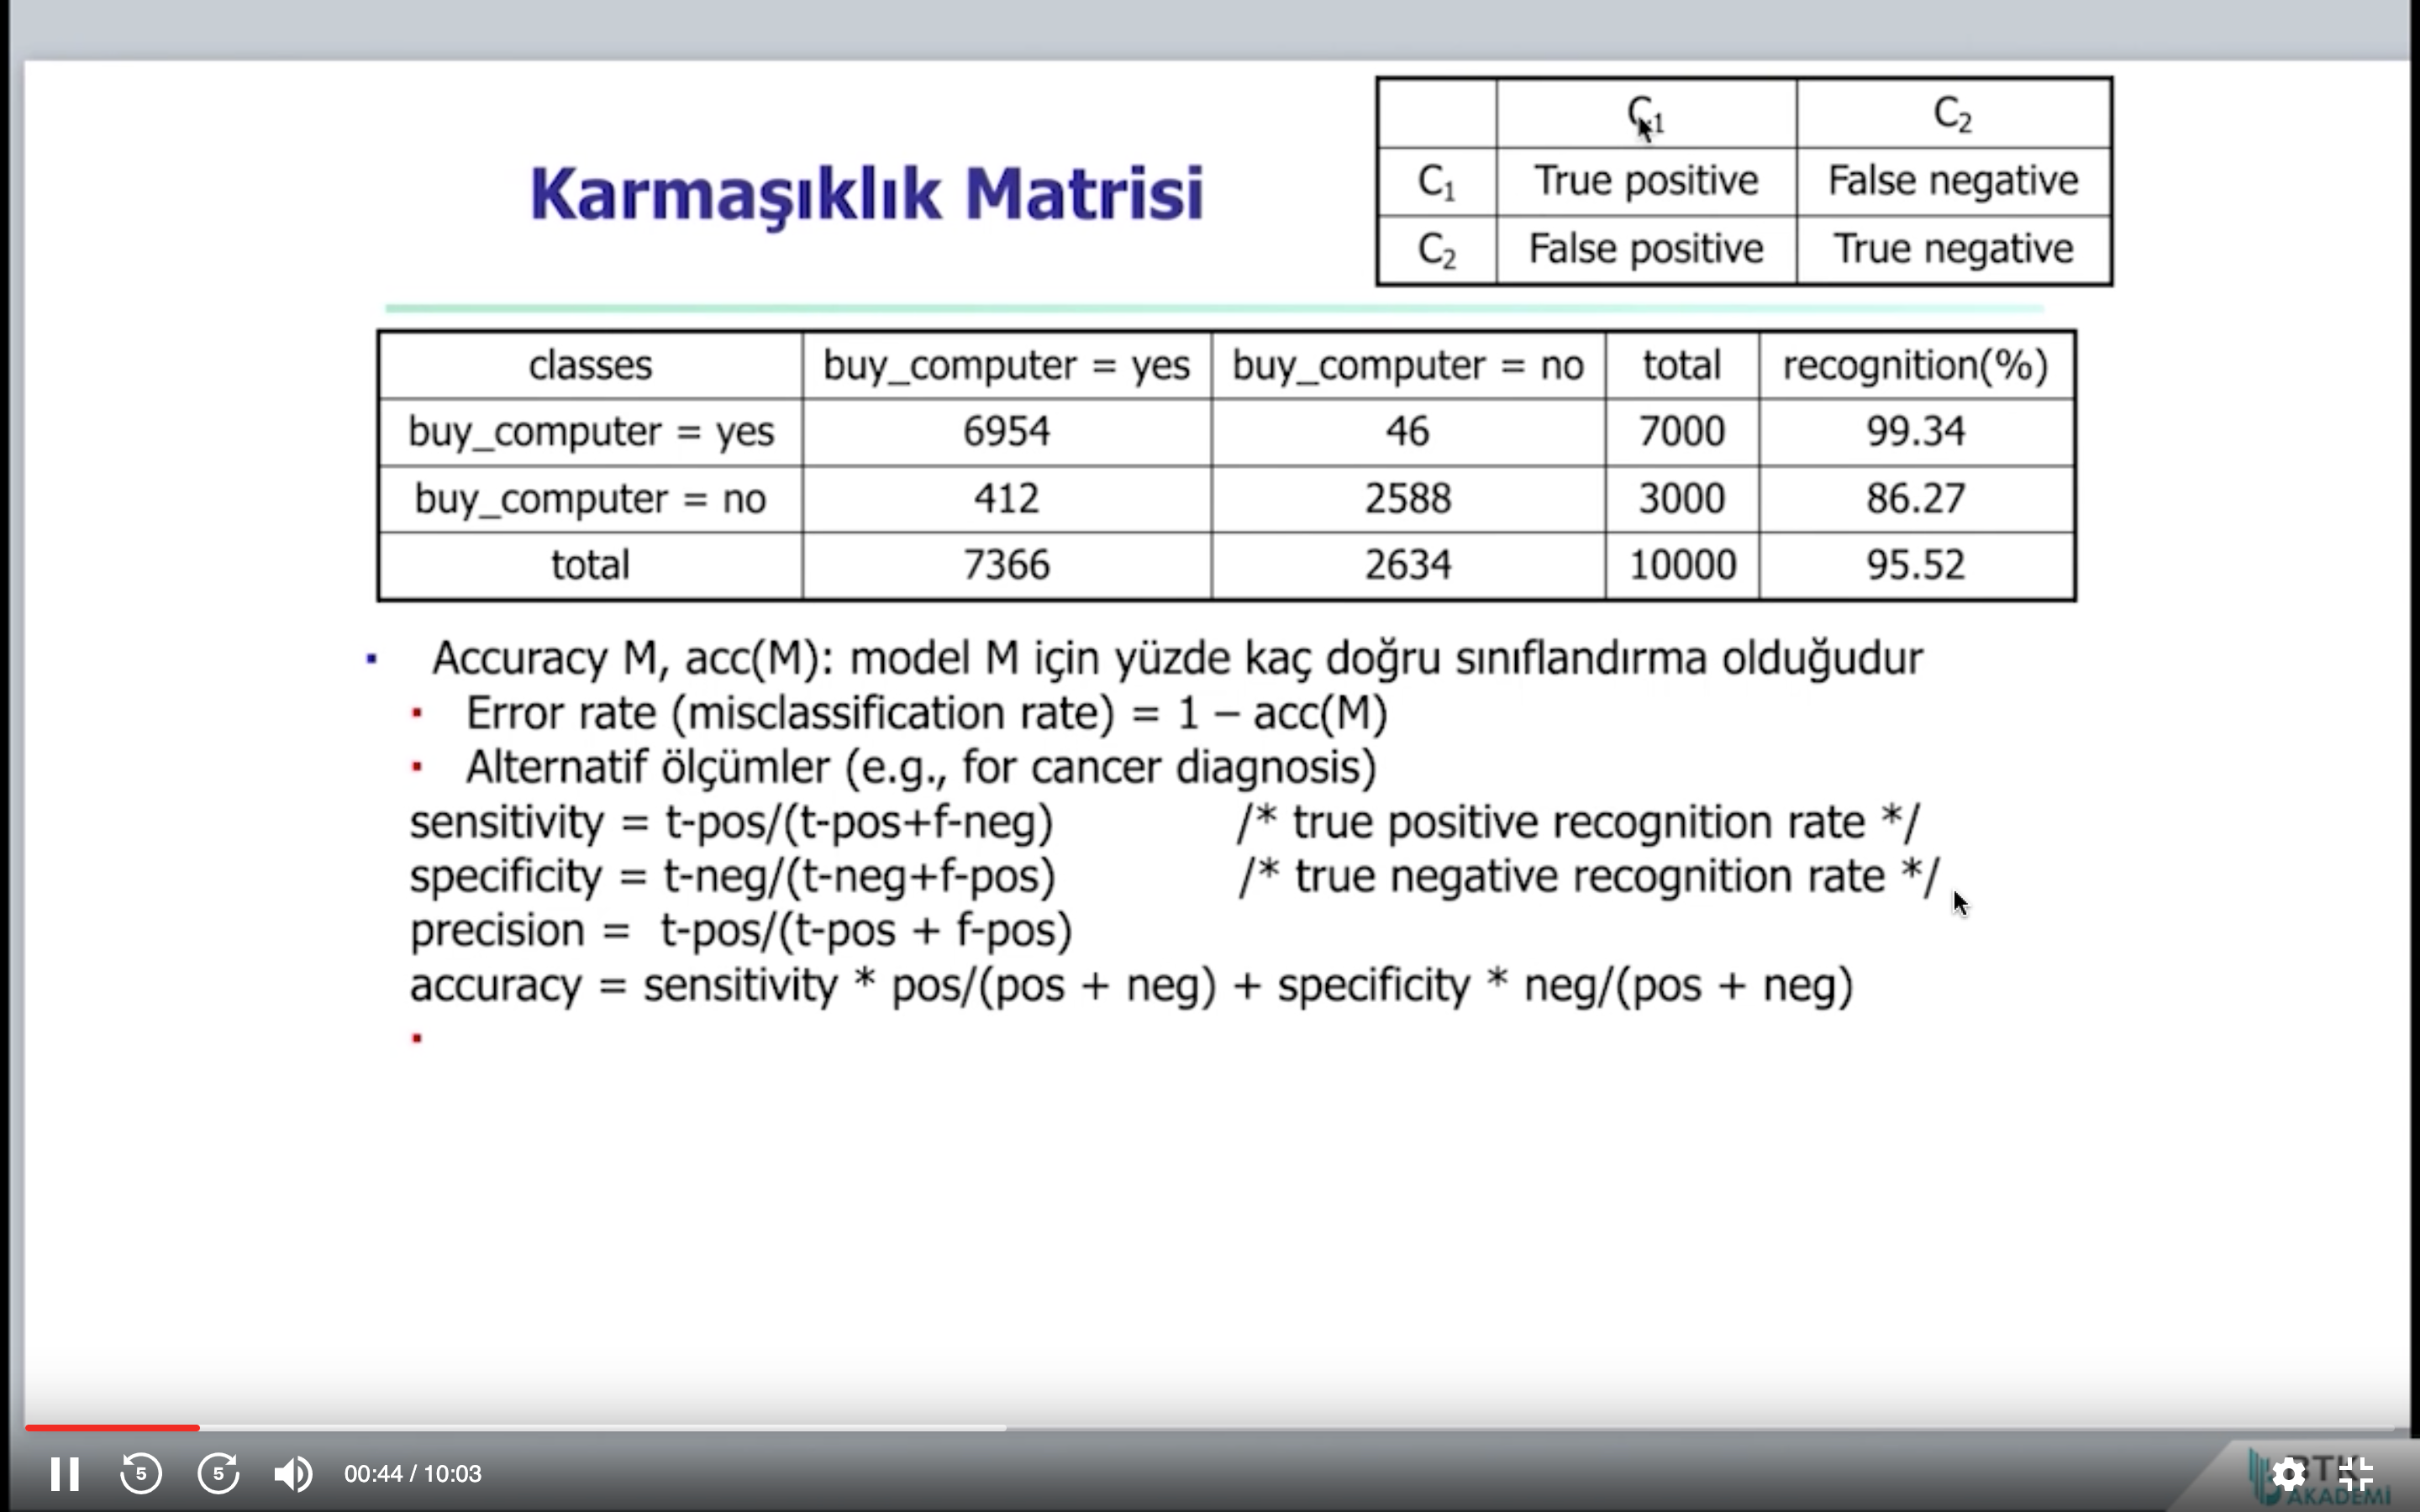 C1 C2
C1 True positive False negative
C2 False positive True negative
Karmaşıklık Matrisi
classes buy_computer = yes buy_computer = no total recognition(%)
buy_computer = yes 6954 46 7000 99.34
buy_computer = no 412 2588 3000 86.27
total 7366 2634 10000 95.52
▪ Accuracy M, acc(M): model M için yüzde kaç doğru sınıflandırma olduğudur
▪ Error rate (misclassification rate) = 1 – acc(M)
▪ Alternatif ölçümler (e.g., for cancer diagnosis)
sensitivity = t-pos/(t-pos+f-neg) /* true positive recognition rate */
specificity = t-neg/(t-neg+f-pos) /* true negative recognition rate */
precision = t-pos/(t-pos + f-pos)
accuracy = sensitivity * pos/(pos + neg) + specificity * neg/(pos + neg)
▪
5 5 00:44 / 10:03
BTK
AKADEMİ